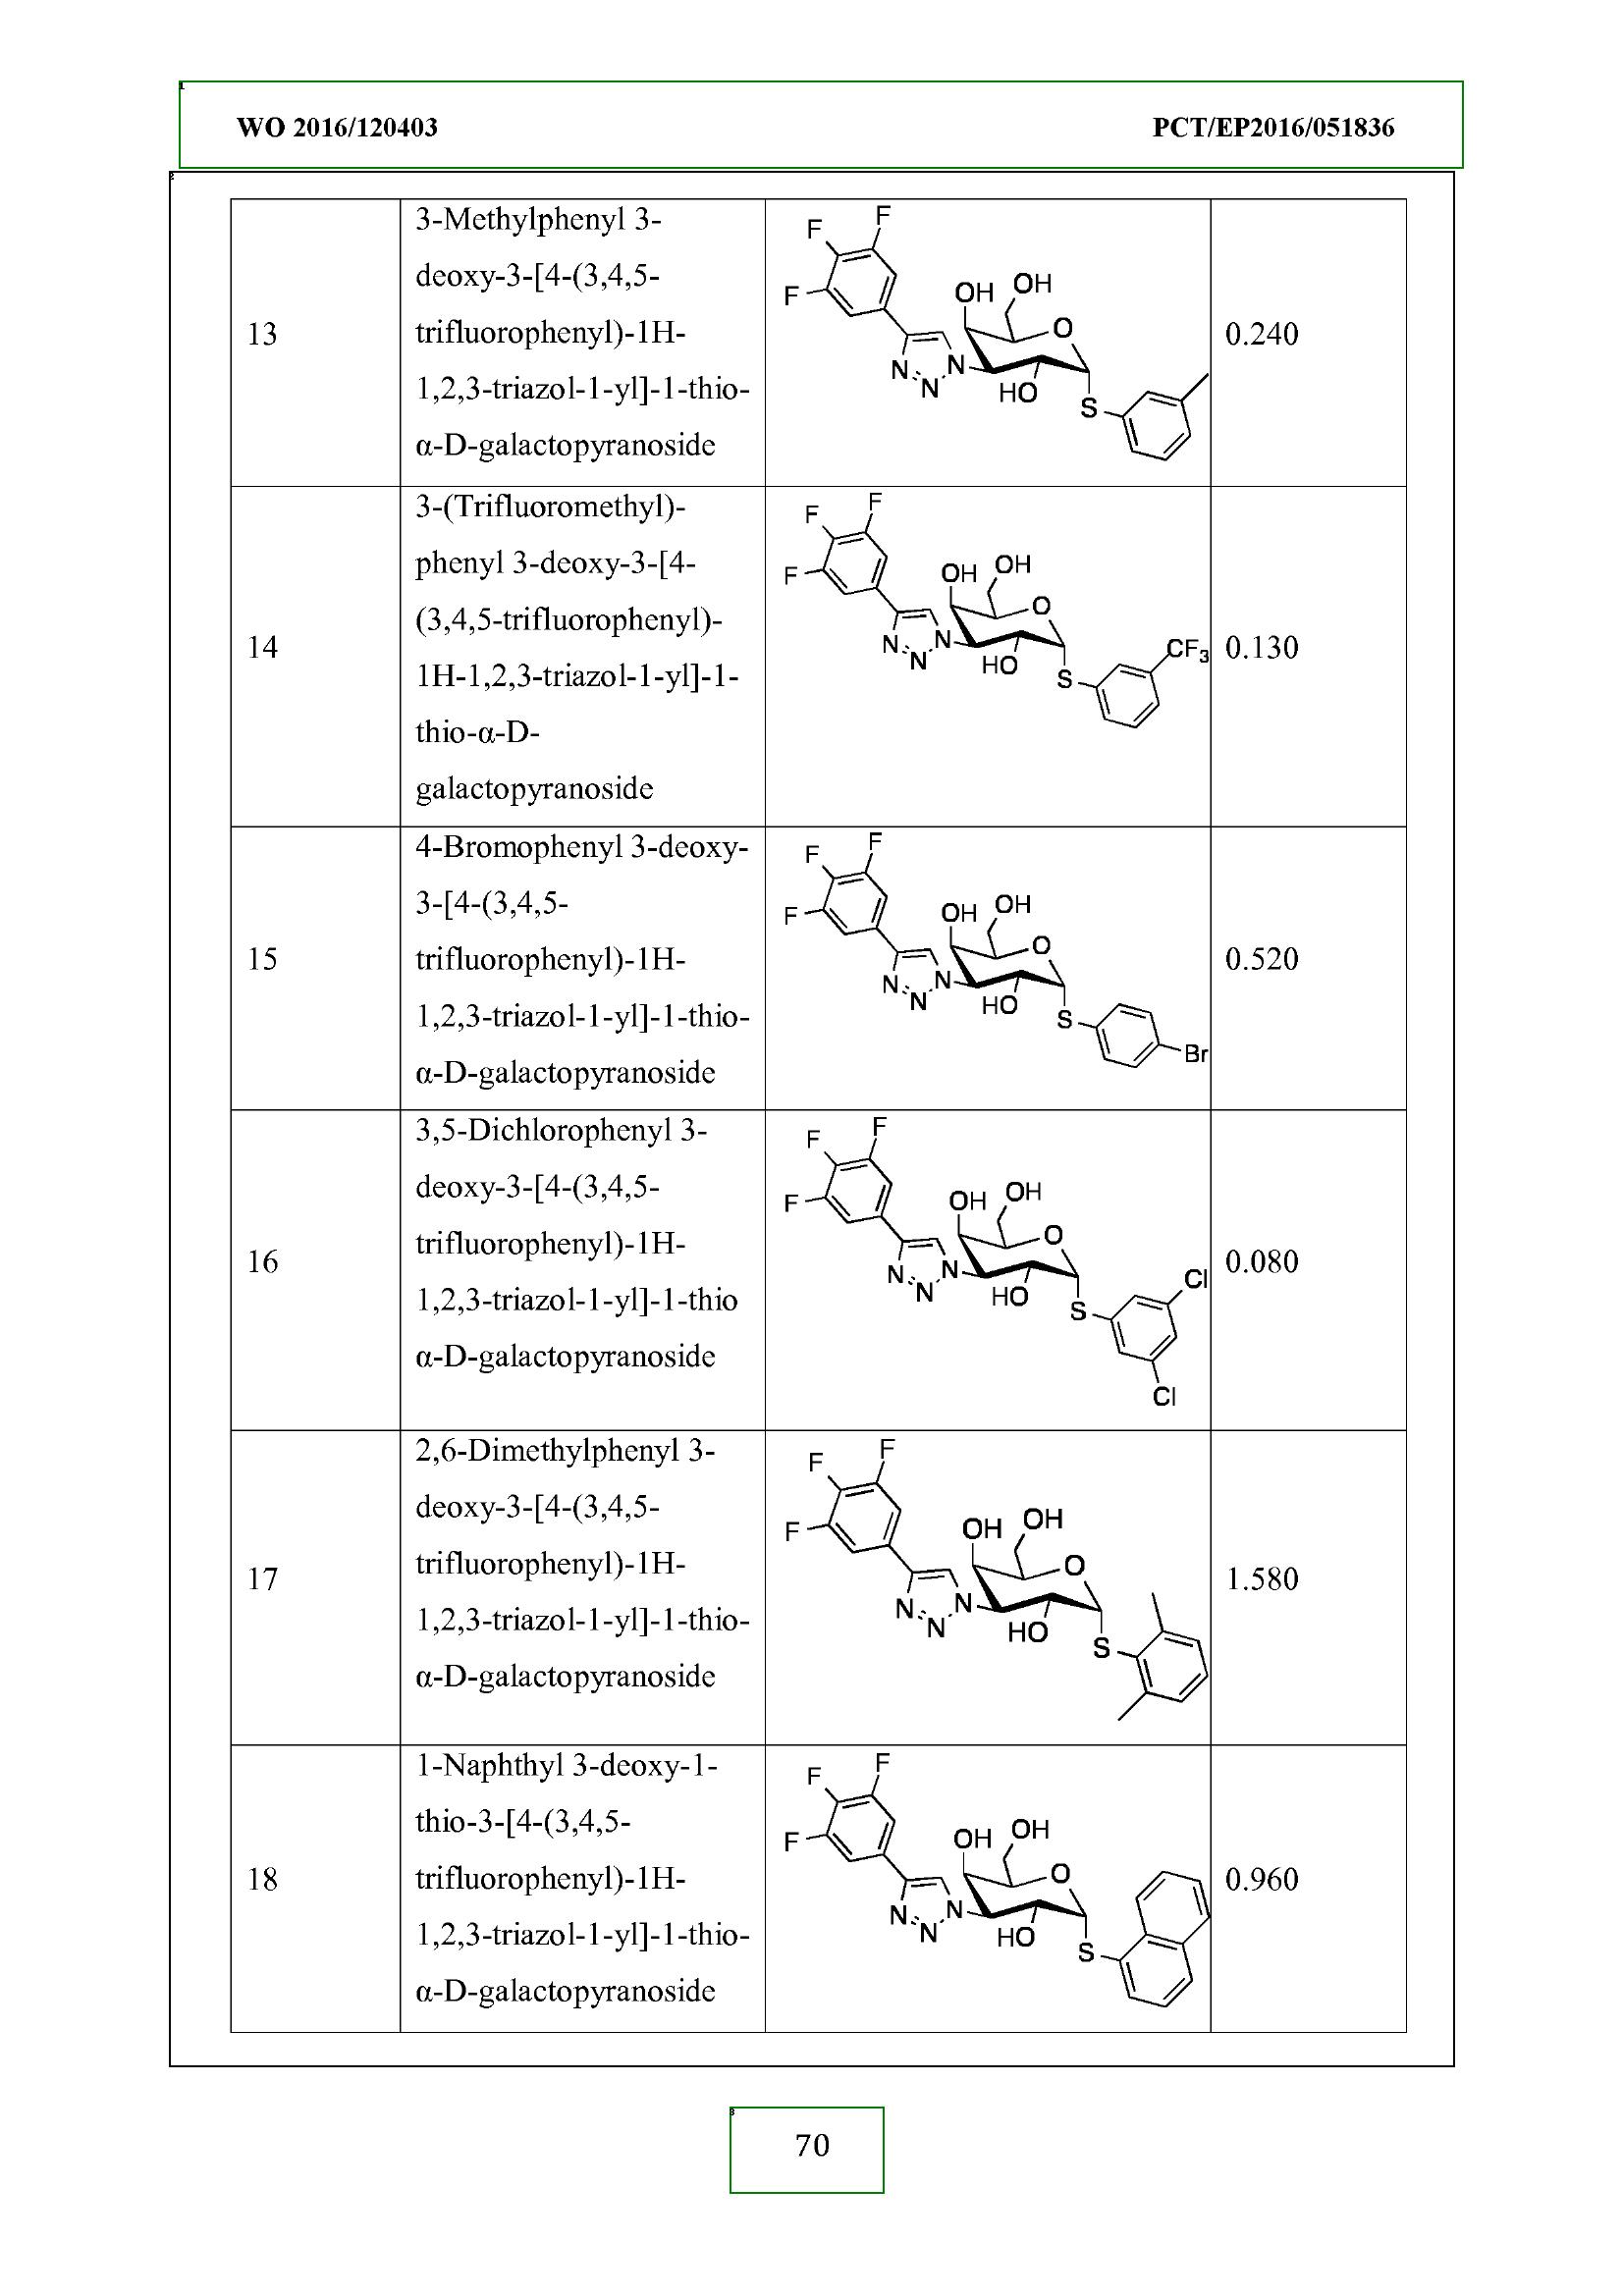 WO 2016/120403 PCT/EP2016/051836
13
3-Methylphenyl 3-
deoxy-3-[4-(3,4,5-
trifluorophenyl)-1H-
1,2,3-triazol-1-yl]-1-thio-
α-D-galactopyranoside
F
F
F
OH
OH
O
N
N
N
HO
S
0.240
14
3-(Trifluoromethyl)-
phenyl 3-deoxy-3-[4-
(3,4,5-trifluorophenyl)-
1H-1,2,3-triazol-1-yl]-1-
thio-α-D-
galactopyranoside
F
F
F
OH
OH
O
N
N
N
HO
S
CF3
0.130
15
4-Bromophenyl 3-deoxy-
3-[4-(3,4,5-
trifluorophenyl)-1H-
1,2,3-triazol-1-yl]-1-thio-
α-D-galactopyranoside
F
F
F
OH
OH
O
N
N
N
HO
S
Br
0.520
16
3,5-Dichlorophenyl 3-
deoxy-3-[4-(3,4,5-
trifluorophenyl)-1H-
1,2,3-triazol-1-yl]-1-thio
α-D-galactopyranoside
F
F
F
OH
OH
O
N
N
N
HO
S
Cl
Cl
0.080
17
2,6-Dimethylphenyl 3-
deoxy-3-[4-(3,4,5-
trifluorophenyl)-1H-
1,2,3-triazol-1-yl]-1-thio-
α-D-galactopyranoside
F
F
F
OH
OH
O
N
N
N
HO
S
1.580
18
1-Naphthyl 3-deoxy-1-
thio-3-[4-(3,4,5-
trifluorophenyl)-1H-
1,2,3-triazol-1-yl]-1-thio-
α-D-galactopyranoside
F
F
F
OH
OH
O
N
N
N
HO
S
0.960
70